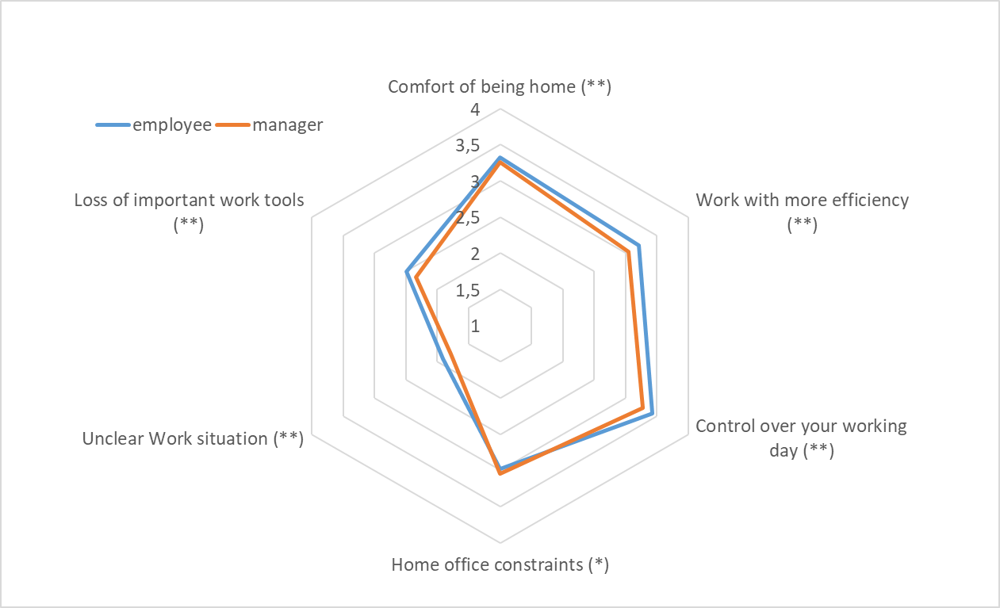 Comfort of being home (**)
employee manager
4
3,5
3
2,5
2
1,5
1
Loss of important work tools
(**)
Work with more efficiency
(**)
Unclear Work situation (**)
Control over your working
day (**)
Home office constraints (*)